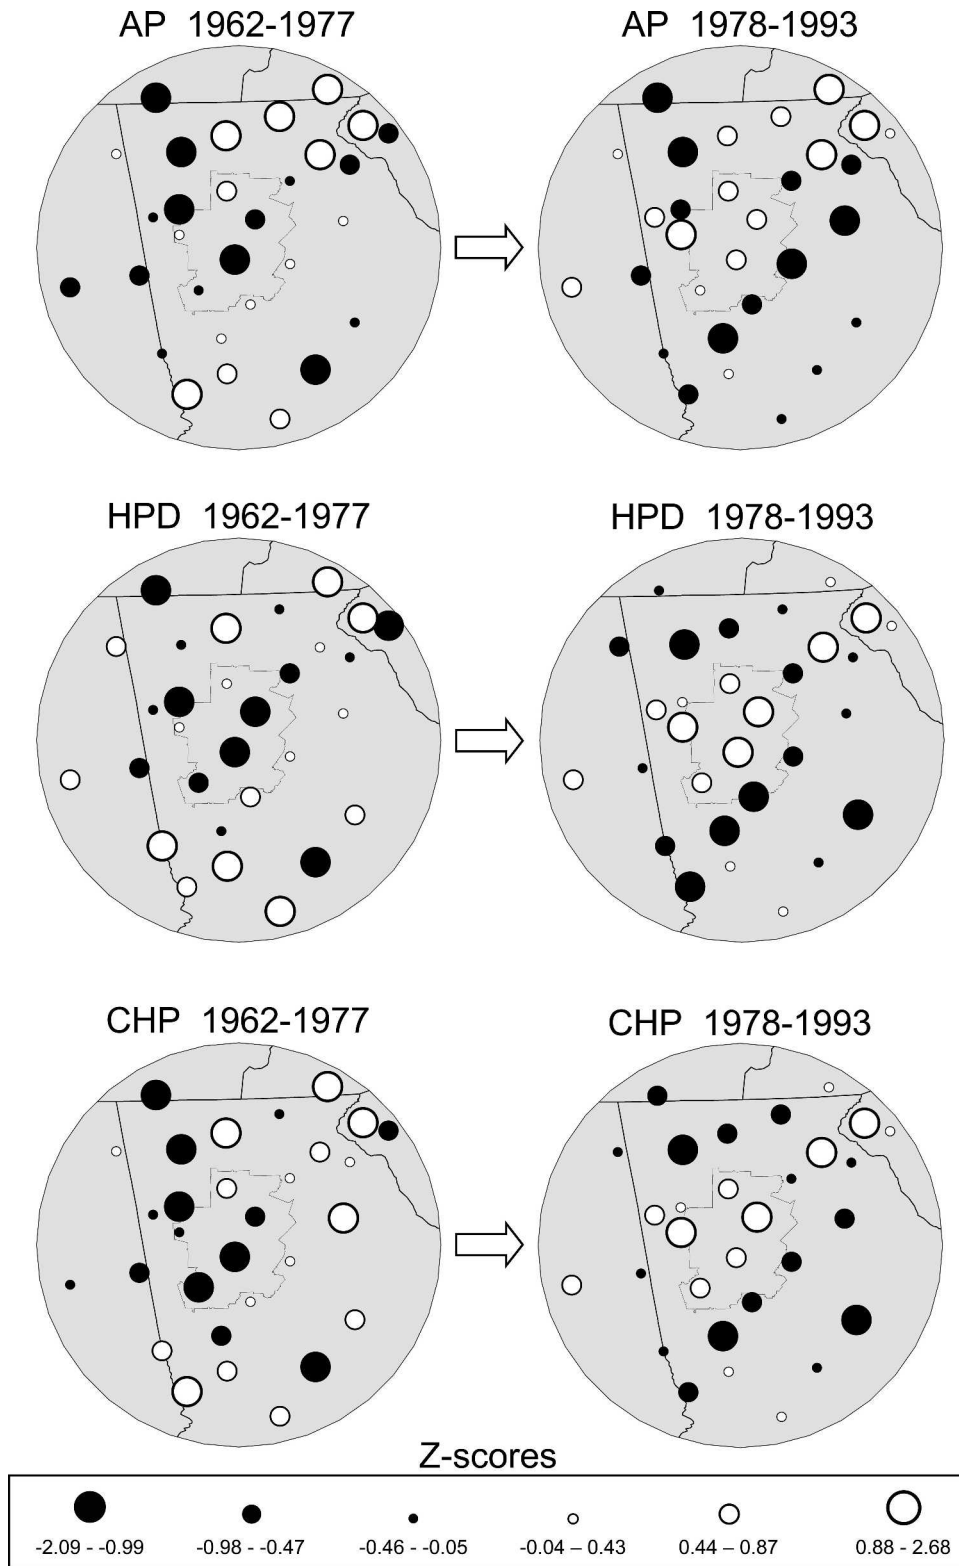 AP 1962-1977
AP 1978-1993
HPD 1962-1977
HPD 1978-1993
CHP 1962-1977
CHP 1978-1993
Z-scores
-2.09 - -0.99
-0.98 - -0.47
-0.46 - -0.05
-0.04 – 0.43
0.44 – 0.87
0.88 - 2.68